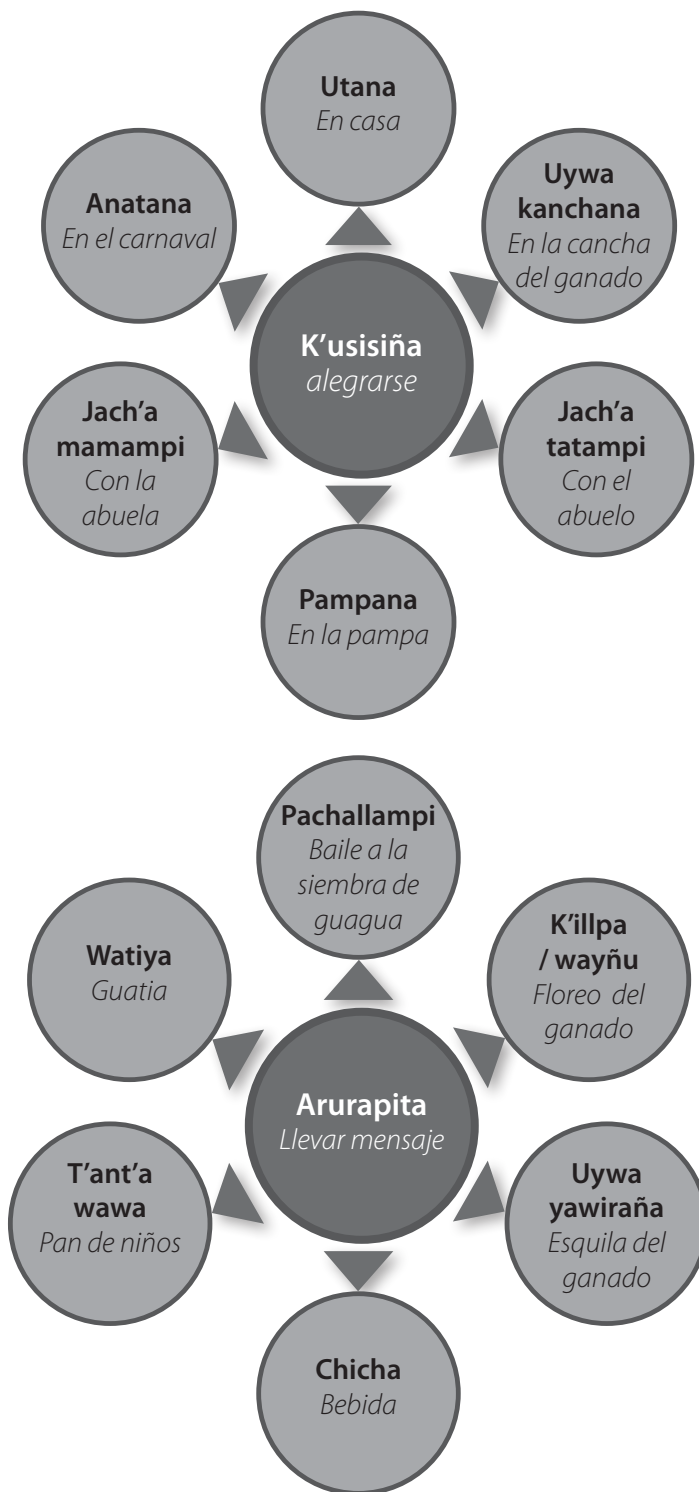 Utana
En casa
Anatana
En el carnaval
Uywa
kanchana
En la cancha
del ganado
K'usisiña
alegrarse
Jach'a
mamampi
Con la
abuela
Jach'a
tatampi
Con el
abuelo
Pampana
En la pampa
Pachallampi
Baile a la
siembra de
guagua
Watiya
Guatia
K'illpa
/ wayñu
Floreo del
ganado
Arurapita
Llevar mensaje
T'ant'a
wawa
Pan de niños
Uywa
yawiraña
Esquila del
ganado
Chicha
Bebida